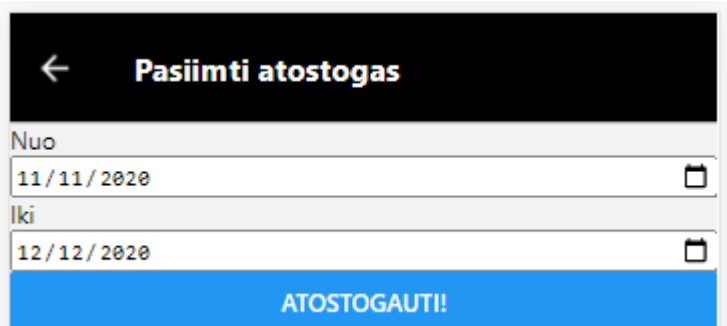 Pasiimti atostogas
Nuo
11/11/2020
Iki
12/12/2020
ATOSTOGAUTI!